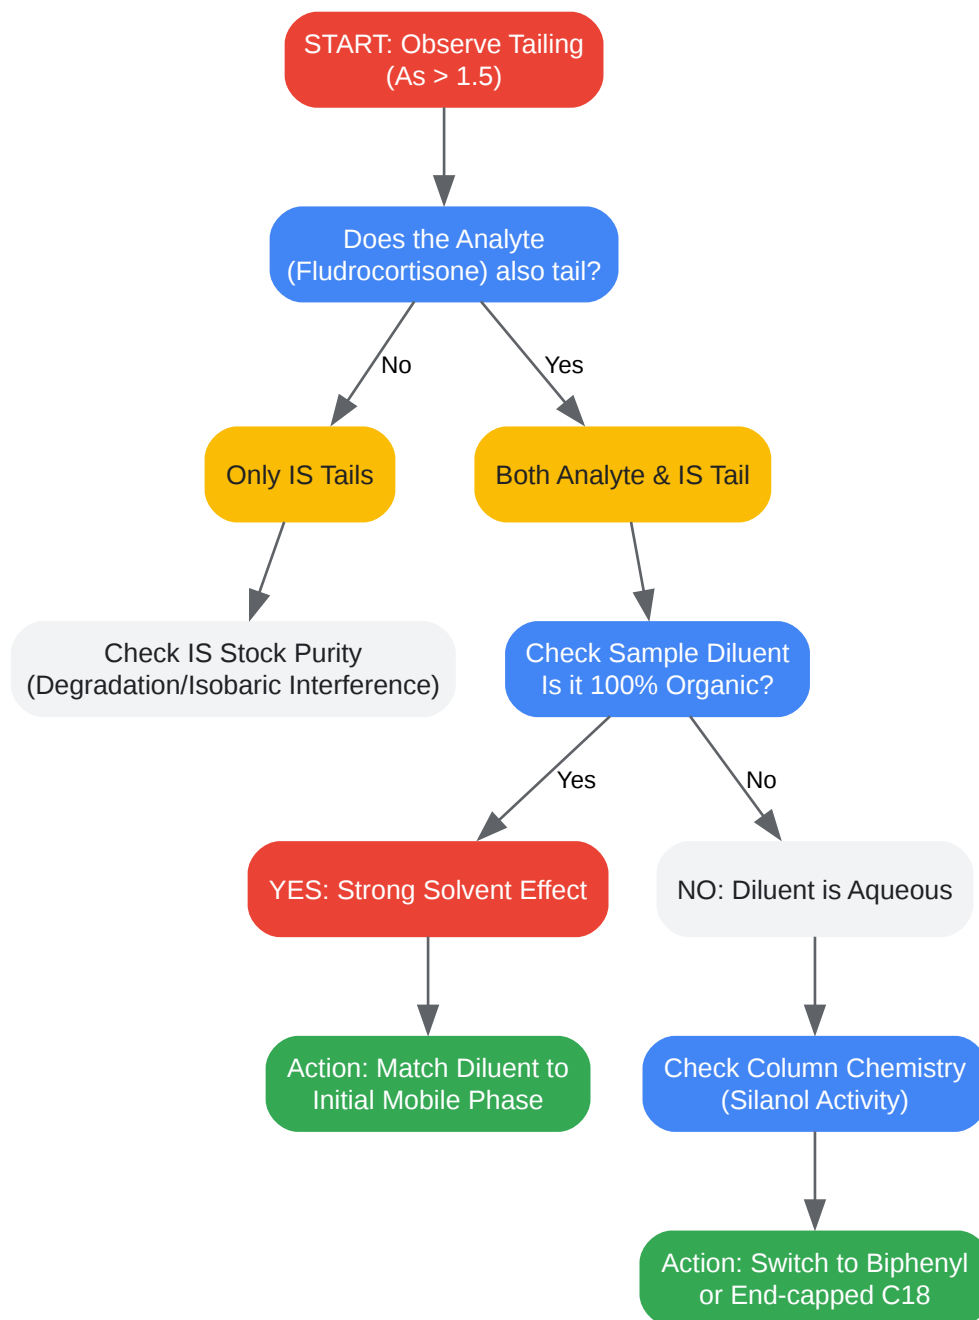 START: Observe Tailing
(As > 1.5)
Does the Analyte
(Fludrocortisone) also tail?
No
Yes
Only IS Tails
Both Analyte & IS Tail
Check IS Stock Purity
(Degradation/Isobaric Interference)
Check Sample Diluent
Is it 100% Organic?
Yes
No
YES: Strong Solvent Effect
NO: Diluent is Aqueous
Action: Match Diluent to
Initial Mobile Phase
Check Column Chemistry
(Silanol Activity)
Action: Switch to Biphenyl
or End-capped C18